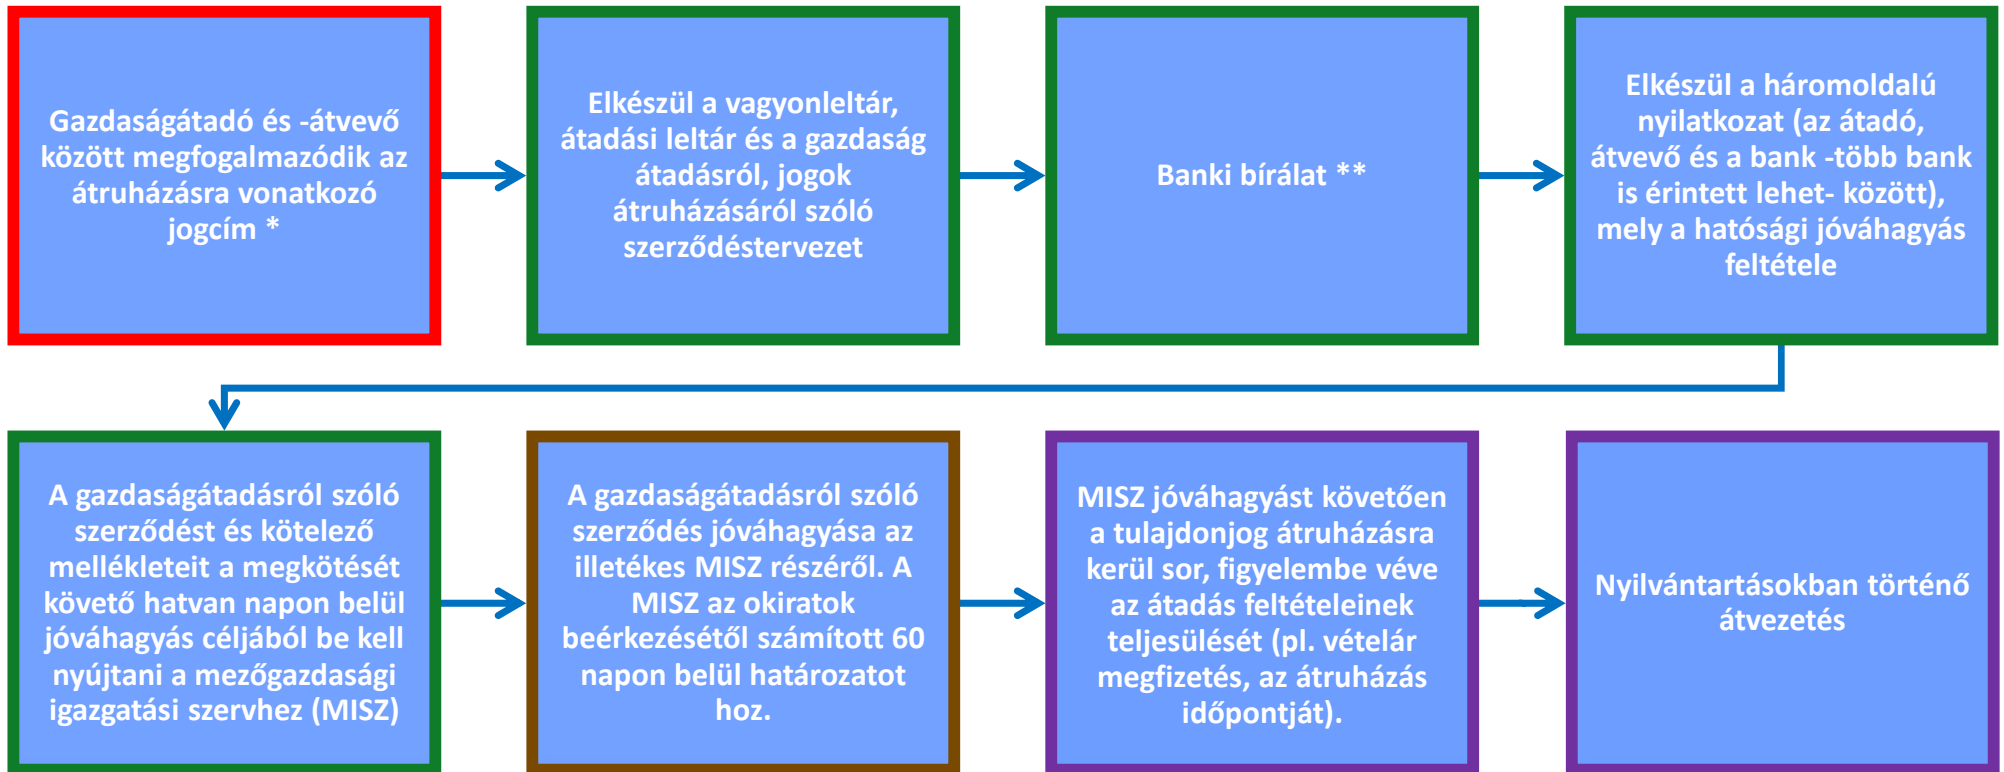 Gazdaságátadó és -átvevő
között megfogalmazódik az
átruházásra vonatkozó
jogcím *
Elkészül a vagyonleltár,
átadási leltár és a gazdaság
átadásról, jogok
átruházásáról szóló
szerződéstervezet
Banki bírálat **
Elkészül a háromoldalú
nyilatkozat (az átadó,
átvevő és a bank -több bank
is érintett lehet- között),
mely a hatósági jóváhagyás
feltétele
A gazdaságátadásról szóló
szerződést és kötelező
mellékleteit a megkötését
követő hatvan napon belül
jóváhagyás céljából be kell
nyújtani a mezőgazdasági
igazgatási szervhez (MISZ)
A gazdaságátadásról szóló
szerződés jóváhagyása az
illetékes MISZ részéről. A
MISZ az okiratok
beérkezésétől számított 60
napon belül határozatot
hoz.
MISZ jóváhagyást követően
a tulajdonjog átruházásra
kerül sor, figyelembe véve
az átadás feltételeinek
teljesülését (pl. vételár
megfizetés, az átruházás
időpontját).
Nyilvántartásokban történő
átvezetés